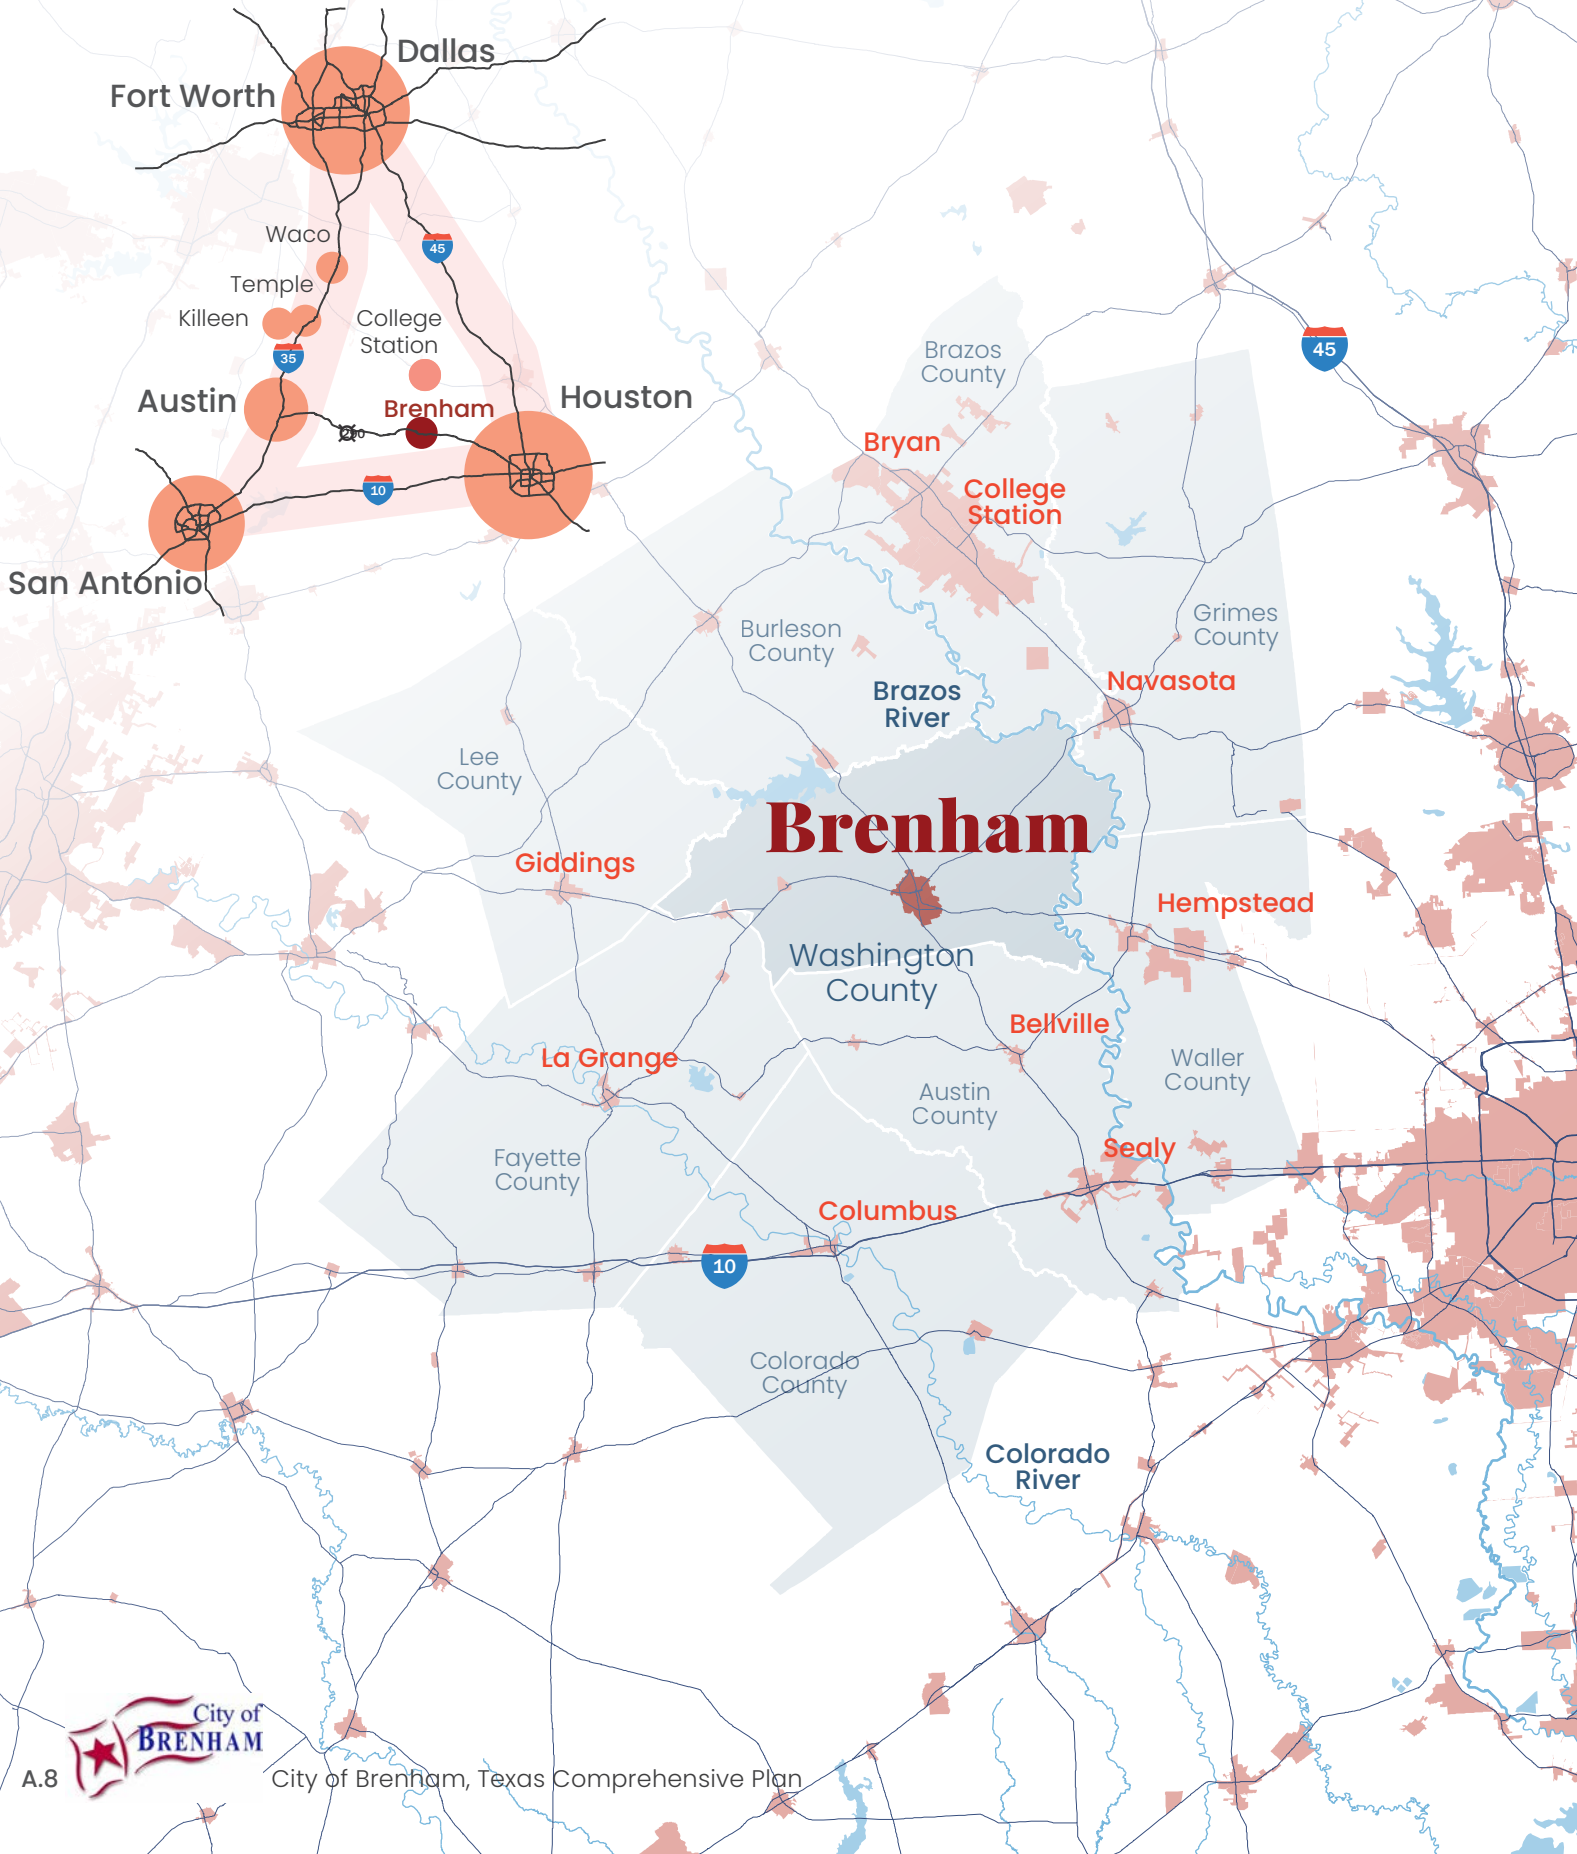 Dallas
Fort Worth
45
Waco
Temple
Killeen
College
Station
35
Austin
Brenham
Houston
290
10
San Antonio
45
Brazos
County
Bryan
College
Station
Burleson
County
Grimes
County
Brazos
River
Navasota
Lee
County
Brenham
Giddings
Hempstead
Washington
County
Bellville
La Grange
Waller
County
Austin
County
Sealy
Fayette
County
Columbus
10
Colorado
County
Colorado
River
City of
BRENHAM
A.8
City of Brenham, Texas Comprehensive Plan